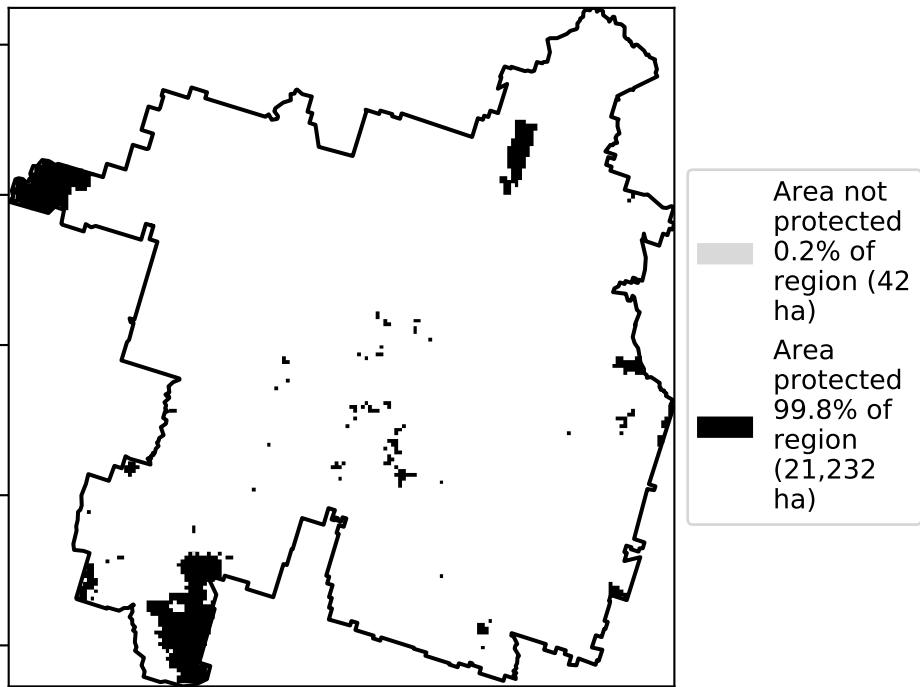 Area not
protected
0.2% of
region (42
ha)
Area
protected
99.8% of
region
(21,232
ha)